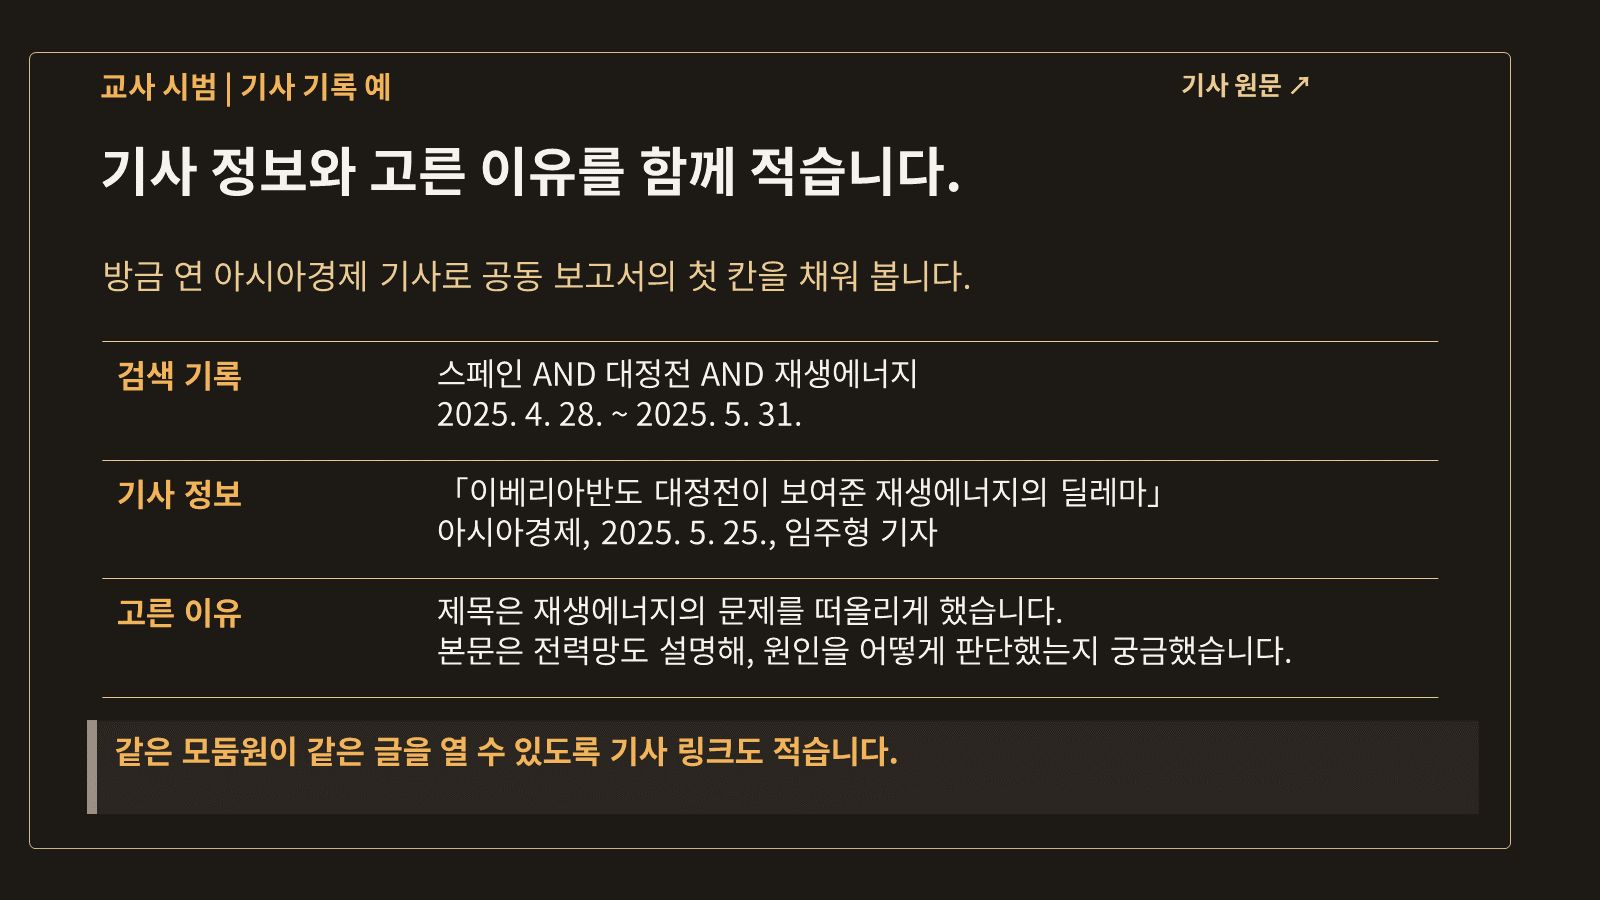 교사 시범 | 기사 기록 예
기사 원문 ↗
기사 정보와 고른 이유를 함께 적습니다.
방금 연 아시아경제 기사로 공동 보고서의 첫 칸을 채워 봅니다.
검색 기록
스페인 AND 대정전 AND 재생에너지
2025. 4. 28. ~ 2025. 5. 31.
기사 정보
「이베리아반도 대정전이 보여준 재생에너지의 딜레마」
아시아경제, 2025. 5. 25., 임주형 기자
고른 이유
제목은 재생에너지의 문제를 떠올리게 했습니다.
본문은 전력망도 설명해, 원인을 어떻게 판단했는지 궁금했습니다.
같은 모둠원이 같은 글을 열 수 있도록 기사 링크도 적습니다.